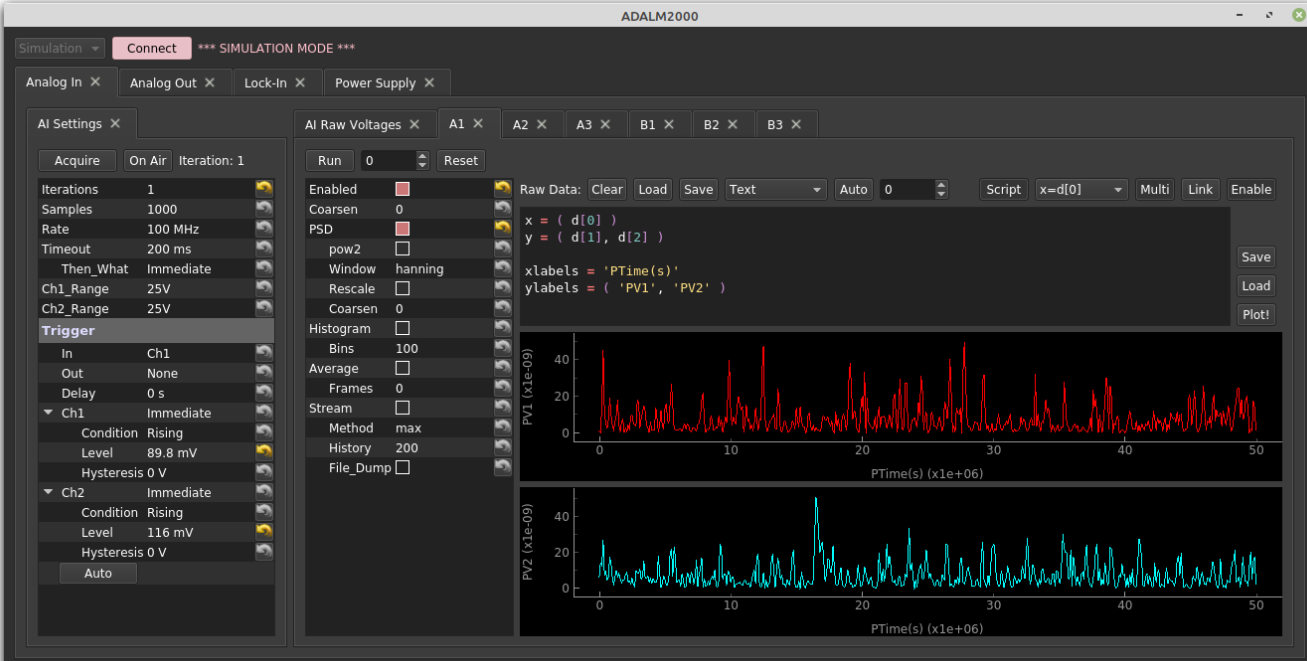 ADALM2000
Simulation Connect *** SIMULATION MODE ***
Analog In Analog Out Lock-In Power Supply
AI Settings
Acquire On Air Iteration: 1
Iterations 1
Samples 1000
Rate 100 MHz
Timeout 200 ms
Then_What Immediate
Ch1_Range 25V
Ch2_Range 25V
Trigger
In Ch1
Out None
Delay 0 s
Ch1 Immediate
Condition Rising
Level 89.8 mV
Hysteresis 0 V
Ch2 Immediate
Condition Rising
Level 116 mV
Hysteresis 0 V
Auto
AI Raw Voltages A1 A2 A3 B1 B2 B3
Run 0 Reset
Enabled
Coarsen 0
PSD
pow2
Window hanning
Rescale
Coarsen 0
Histogram
Bins 100
Average
Frames 0
Stream
Method max
History 200
File_Dump
Raw Data: Clear Load Save Text Auto 0 Script x=d[0] Multi Link Enable
x = ( d[0] )
y = ( d[1], d[2] )
xlabels = 'PTime(s)'
ylabels = ( 'PV1', 'PV2' )
Save
Load
Plot!
PV1 (x1e-09)
40
20
0
0 10 20 30 40 50
PTime(s) (x1e+06)
PV2 (x1e-09)
40
20
0
0 10 20 30 40 50
PTime(s) (x1e+06)